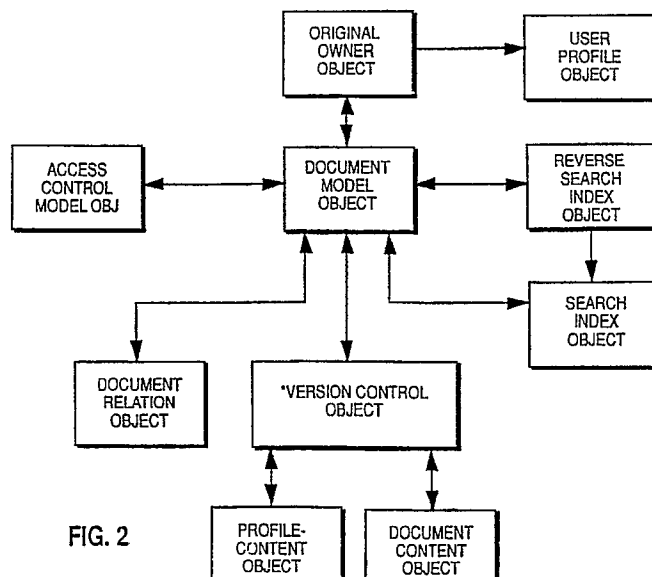 ORIGINAL
OWNER
OBJECT
USER
PROFILE
OBJECT
ACCESS
CONTROL
MODEL OBJ
DOCUMENT
MODEL
OBJECT
REVERSE
SEARCH
INDEX
OBJECT
SEARCH
INDEX
OBJECT
DOCUMENT
RELATION
OBJECT
*VERSION CONTROL
OBJECT
FIG. 2
PROFILE-
CONTENT
OBJECT
DOCUMENT
CONTENT
OBJECT